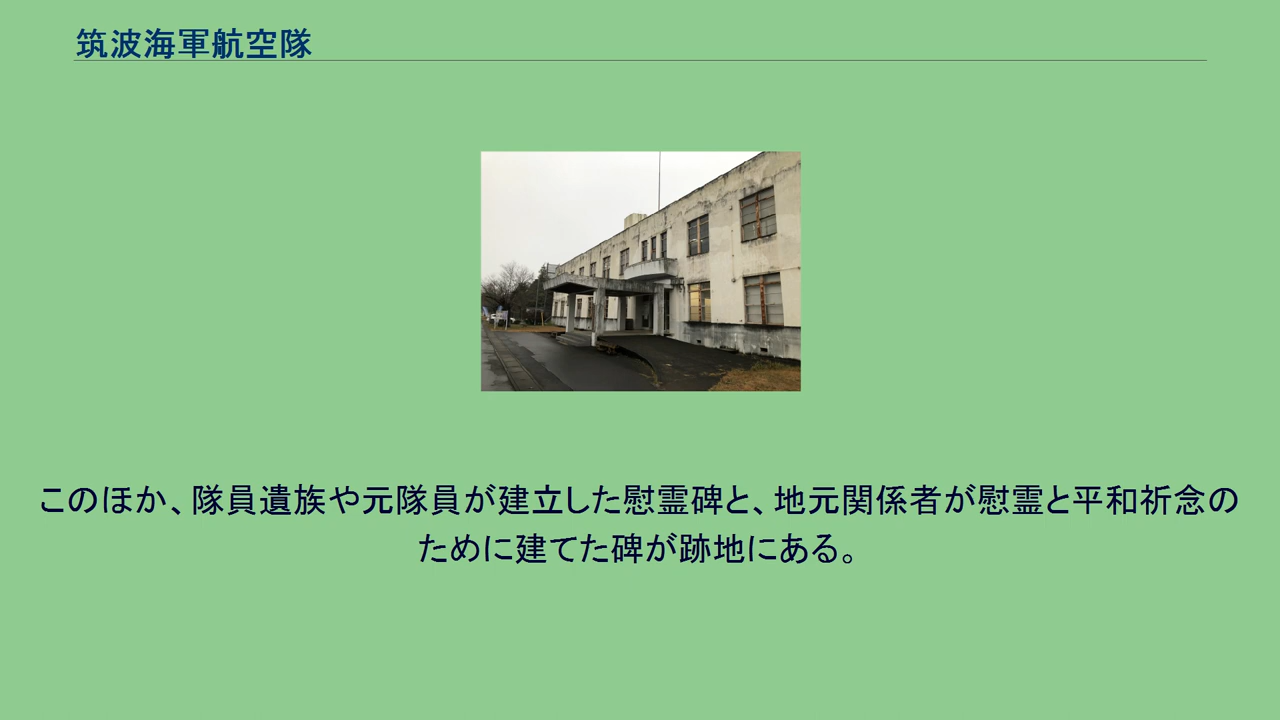 筑波海軍航空隊
このほか、隊員遺族や元隊員が建立した慰霊碑と、地元関係者が慰霊と平和祈念の
ために建てた碑が跡地にある。